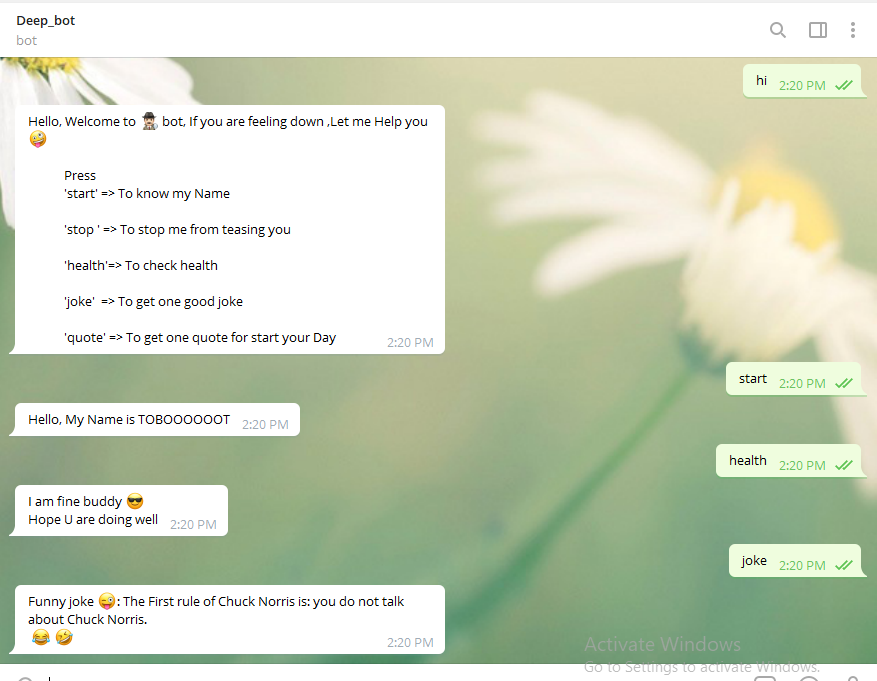 Deep_bot
bot
hi 2:20 PM
Hello, Welcome to 🕵🏻‍♂️ bot, If you are feeling down ,Let me Help you
🤪
Press
'start' => To know my Name
'stop ' => To stop me from teasing you
'health'=> To check health
'joke'  => To get one good joke
'quote' => To get one quote for start your Day 2:20 PM
start 2:20 PM
Hello, My Name is TOBOOOOOOT 2:20 PM
health 2:20 PM
I am fine buddy 😎
Hope U are doing well 2:20 PM
joke 2:20 PM
Funny joke 😜: The First rule of Chuck Norris is: you do not talk
about Chuck Norris.
😂 🤣 2:20 PM
Activate Windows
Go to Settings to activate Windows.